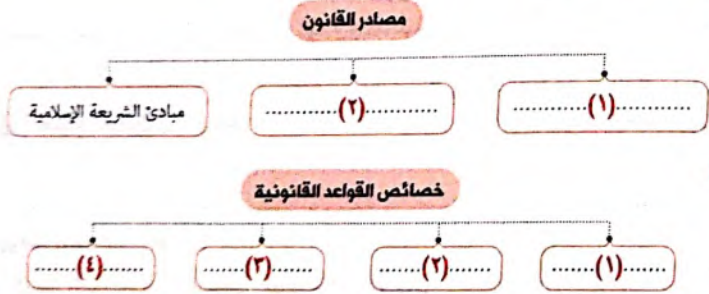 مصادر القانون
............(١)............
............(٢)............
مبادئ الشريعة الإسلامية
خصائص القواعد القانونية
.......(١).......
.......(٢).......
.......(٣).......
.......(٤).......